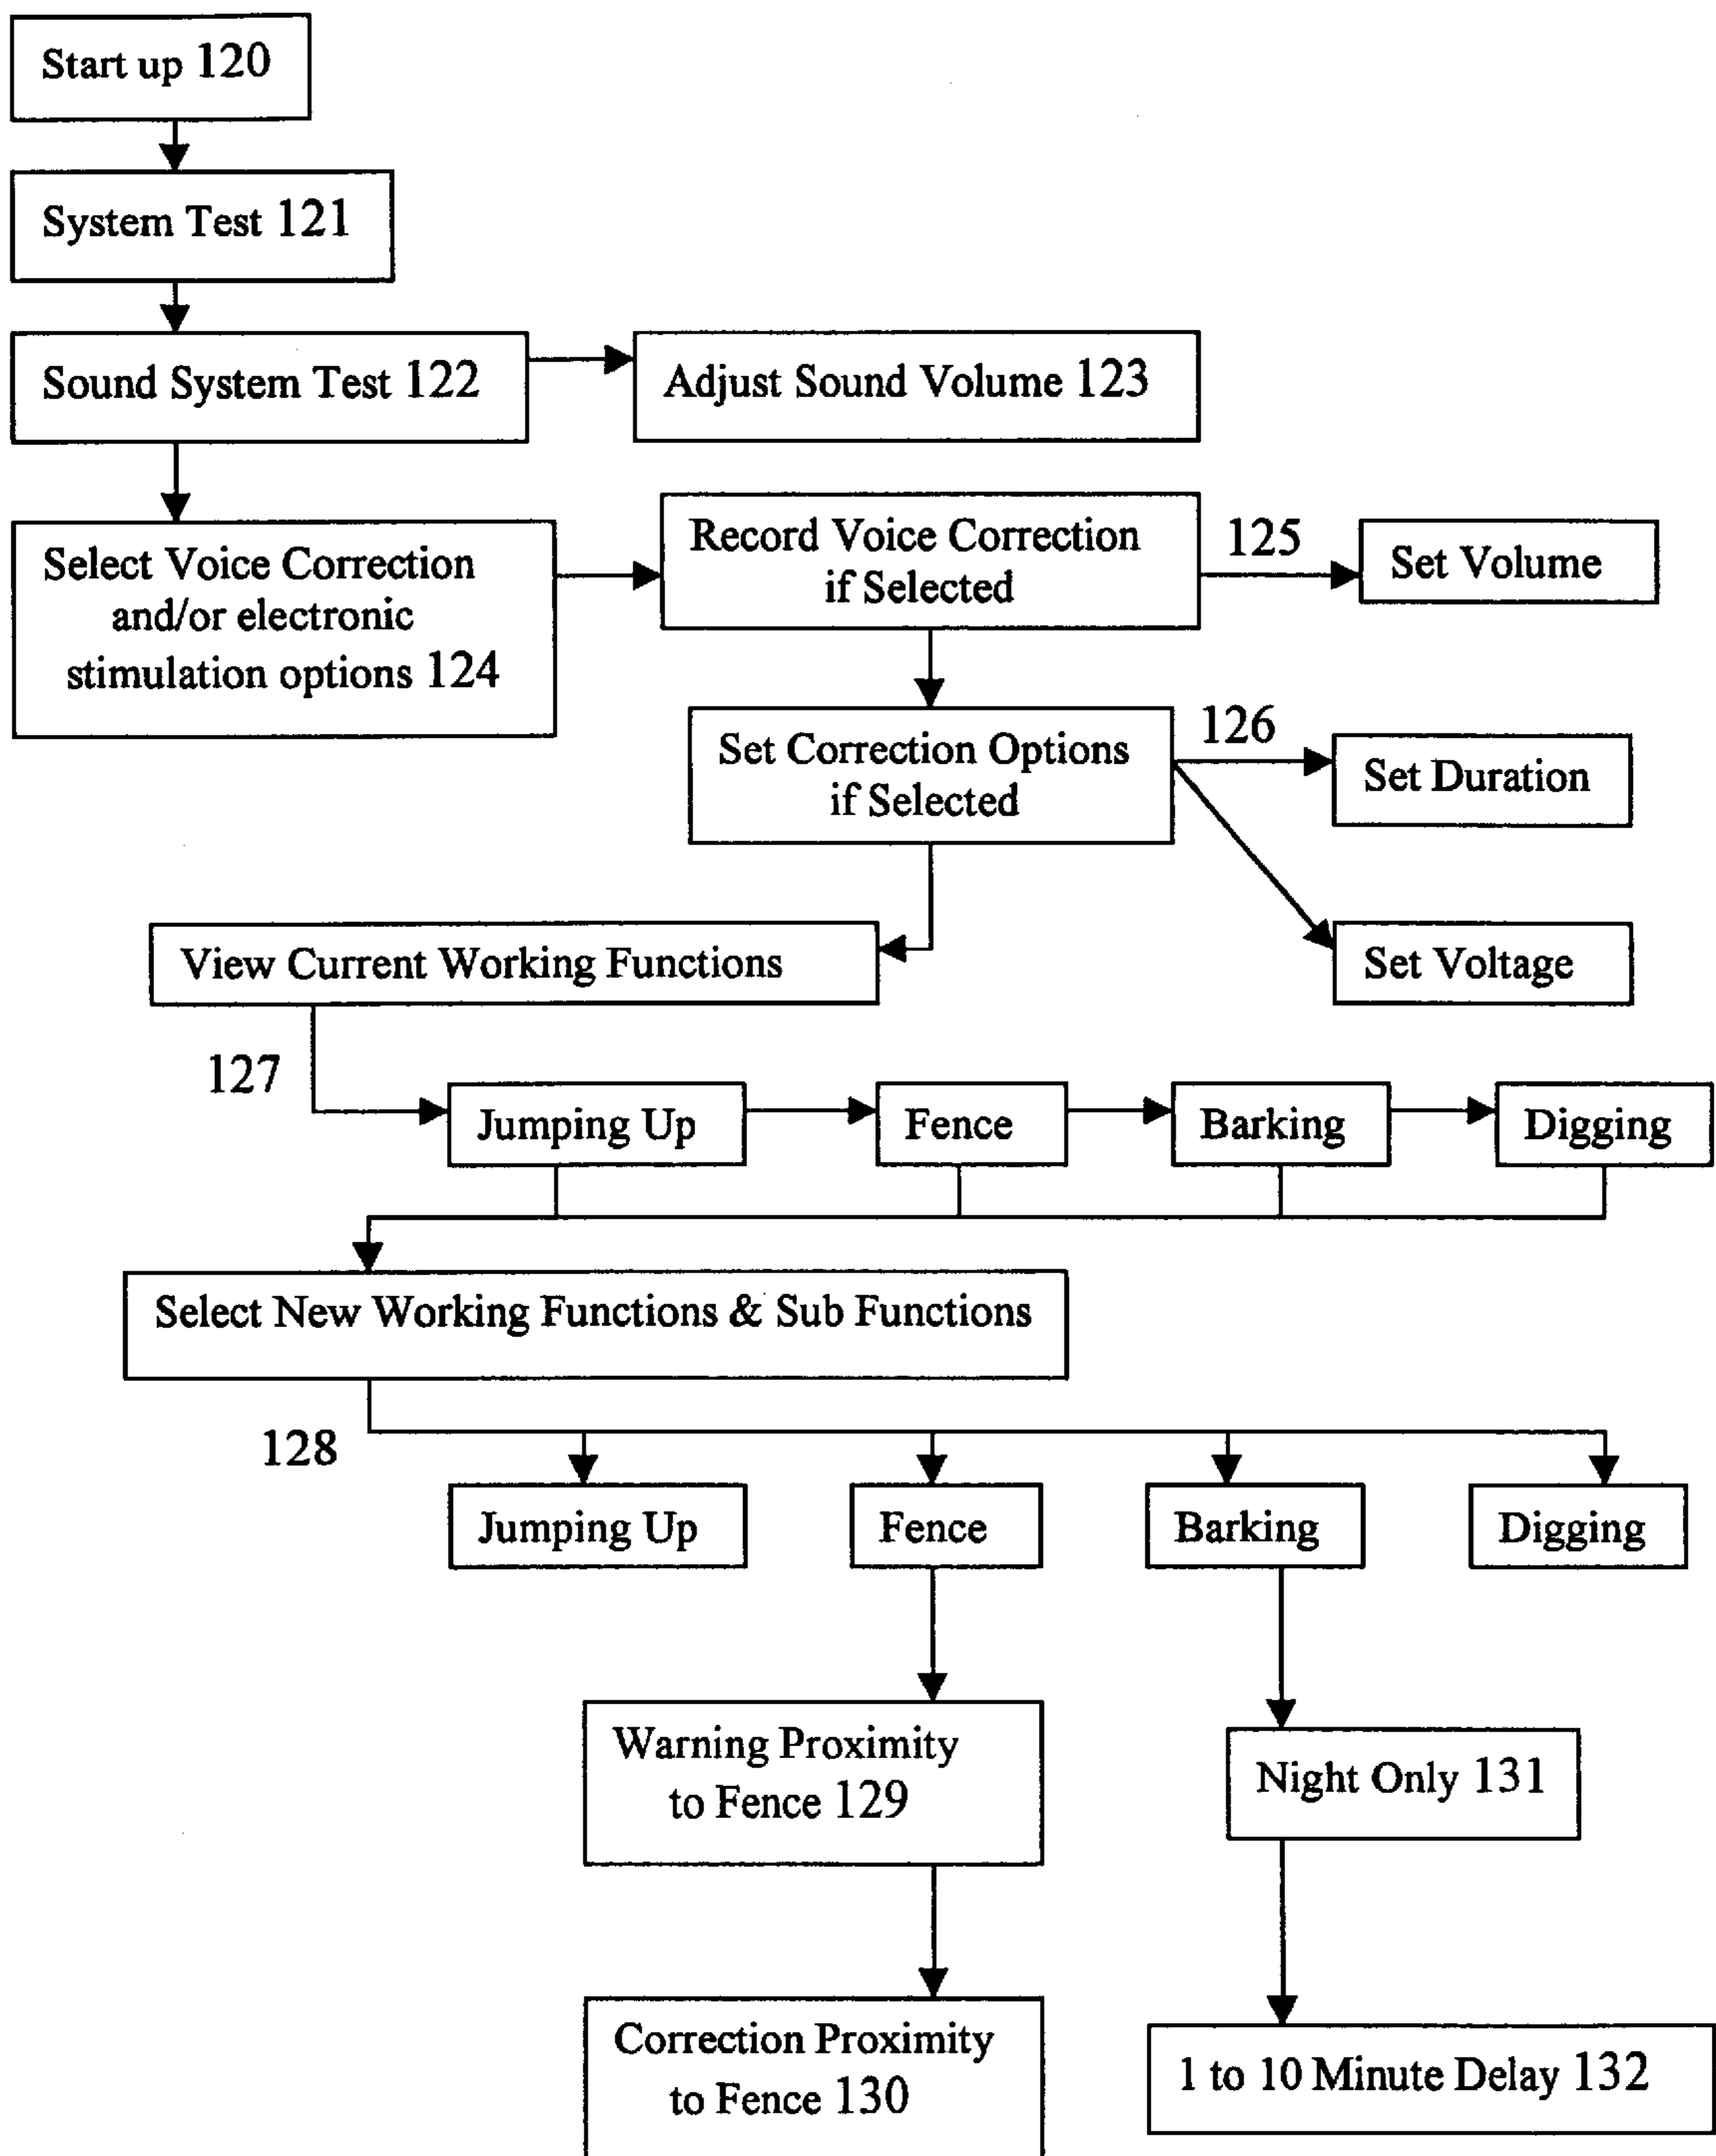 Start up 120
System Test 121
Sound System Test 122
Adjust Sound Volume 123
Select Voice Correction
and/or electronic
stimulation options 124
Record Voice Correction
if Selected
125
Set Volume
Set Correction Options
if Selected
126
Set Duration
Set Voltage
View Current Working Functions
127
Jumping Up
Fence
Barking
Digging
Select New Working Functions & Sub Functions
128
Jumping Up
Fence
Barking
Digging
Warning Proximity
to Fence 129
Night Only 131
Correction Proximity
to Fence 130
1 to 10 Minute Delay 132